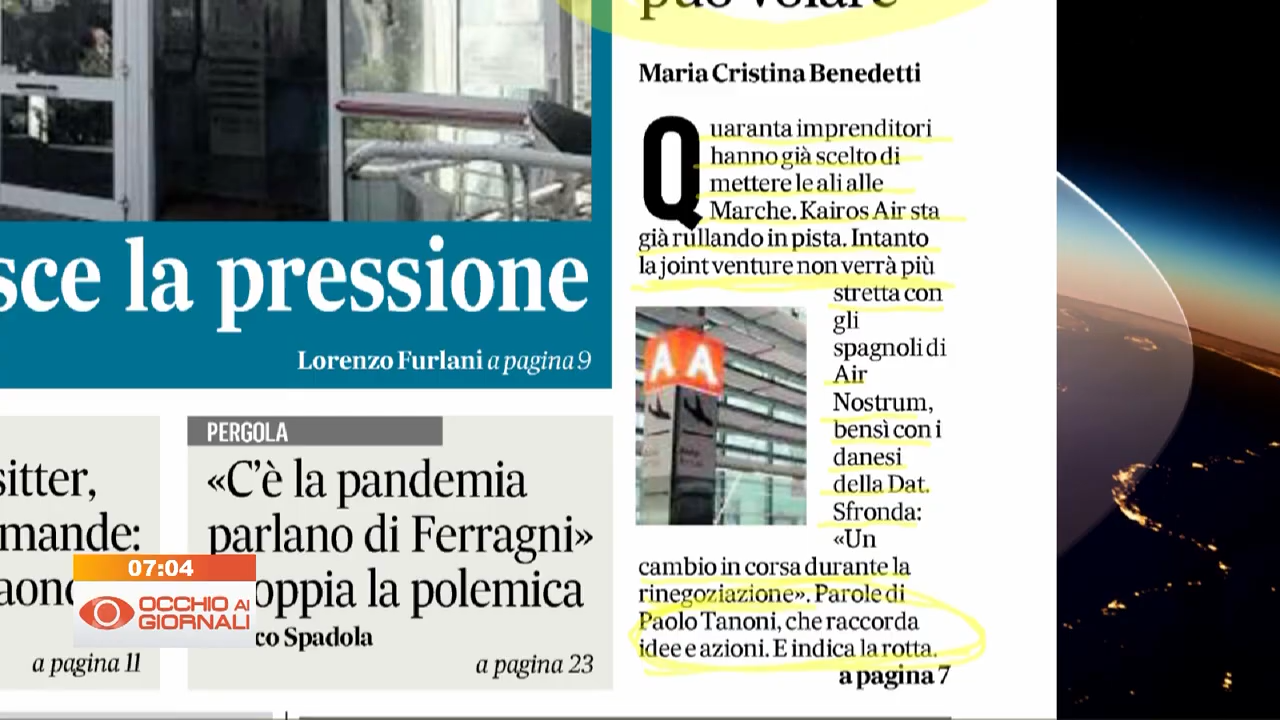 può volare
Maria Cristina Benedetti
Quaranta imprenditori
hanno già scelto di
mettere le ali alle
Marche. Kairos Air sta
già rullando in pista. Intanto
la joint venture non verrà più
stretta con
gli
spagnoli di
Air
Nostrum,
bensì con i
danesi
della Dat.
Sfronda:
«Un
cambio in corsa durante la
rinegoziazione». Parole di
Paolo Tanoni, che raccorda
idee e azioni. E indica la rotta.
a pagina 7
A A
sce la pressione
Lorenzo Furlani a pagina 9
sitter,
mande:
a pagina 11
PERGOLA
«C'è la pandemia
parlano di Ferragni»
oppia la polemica
co Spadola
a pagina 23
07:04
OCCHIO AI
GIORNALI